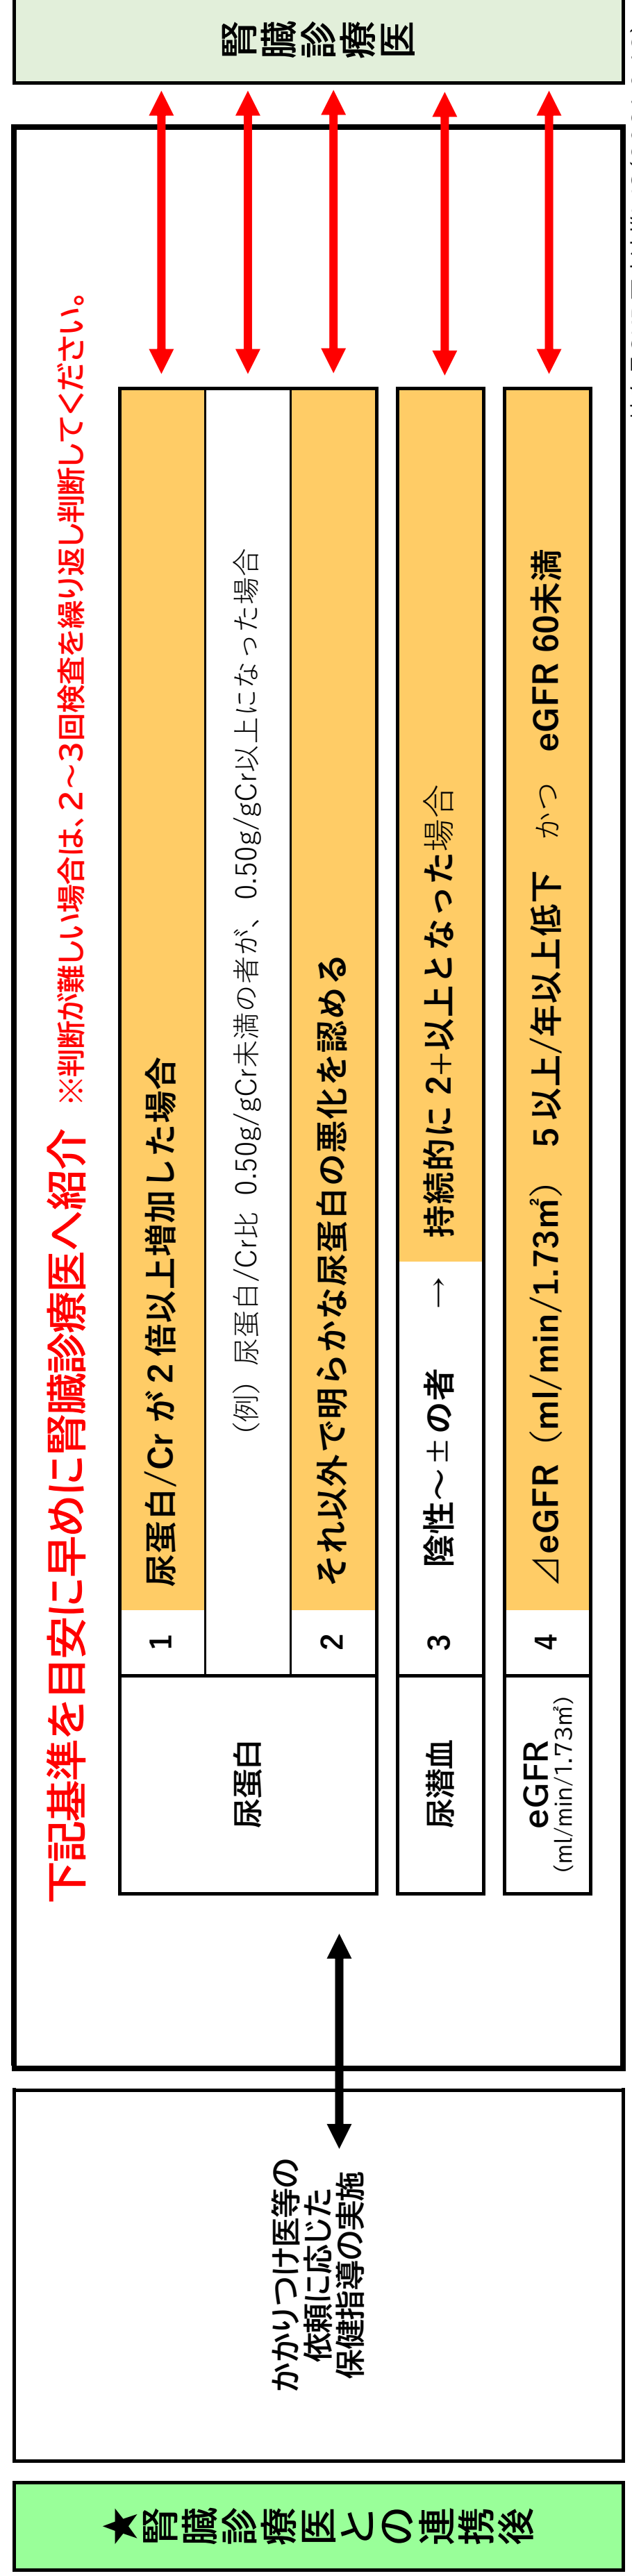 ★腎臓診療医との連携後
かかりつけ医等の
依頼に応じた
保健指導の実施
下記基準を目安に早めに腎臓診療医へ紹介 ※判断が難しい場合は、2～3回検査を繰り返し判断してください。
尿蛋白
1 尿蛋白/Cr が 2 倍以上増加した場合
(例) 尿蛋白/Cr比 0.50g/gCr未満の者が、 0.50g/gCr以上になった場合
2 それ以外で明らかな尿蛋白の悪化を認める
尿潜血 3 陰性～±の者 → 持続的に 2+以上となった場合
eGFR
(ml/min/1.73㎡)
4 ⊿eGFR（ml/min/1.73㎡） 5 以上/年以上低下 かつ eGFR 60未満
腎臓診療医